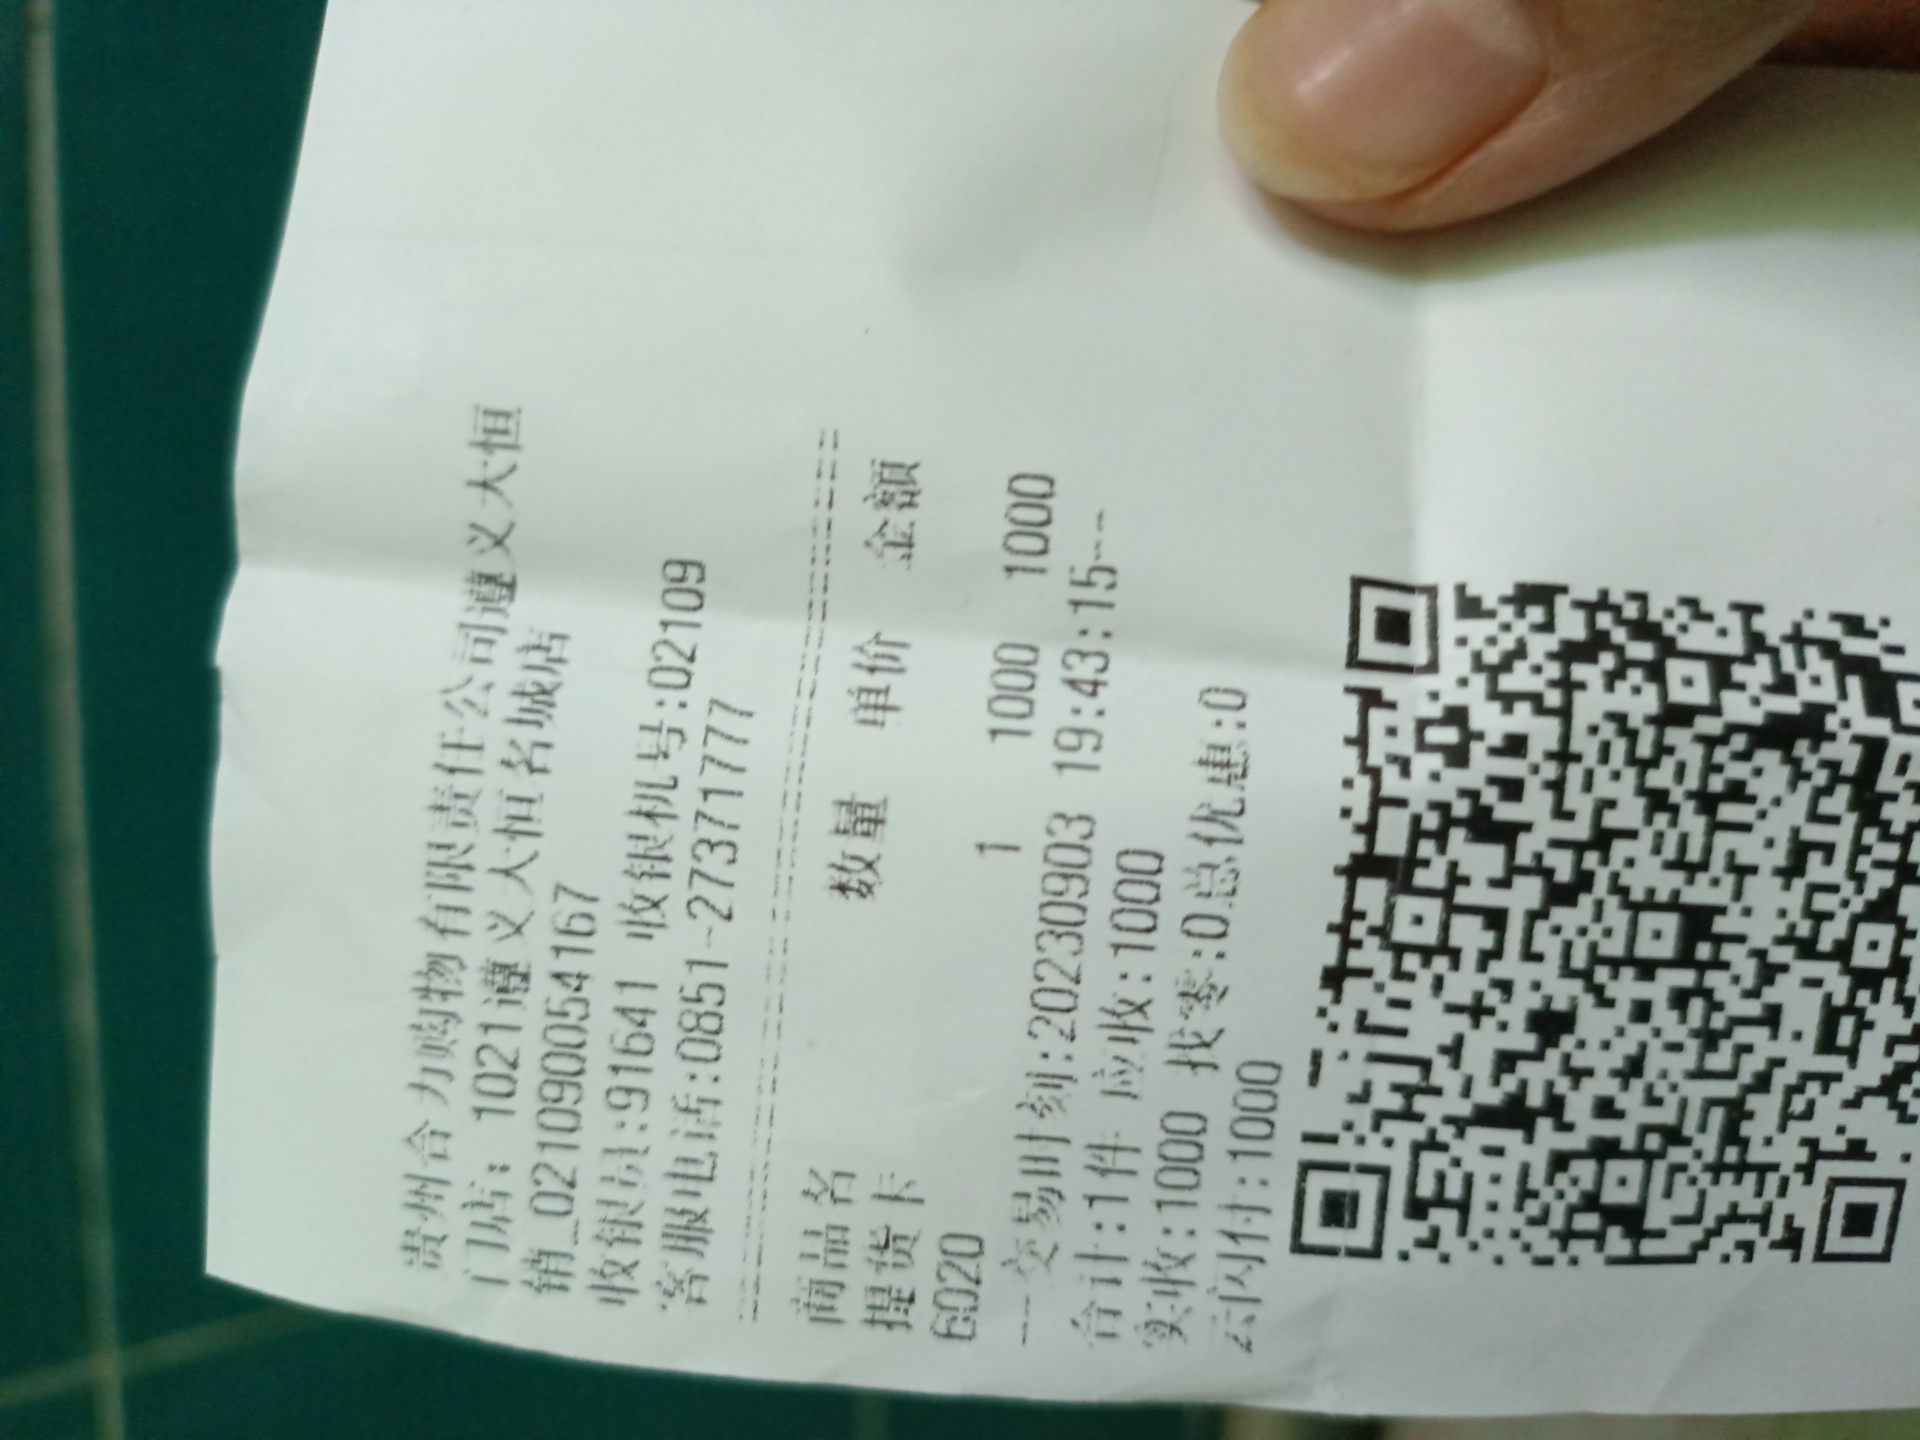 贵州合力购物有限责任公司遵义大恒
门店：1021遵义大恒名城店
销_021090054167
收银员:91641 收银机号:02109
客服电话:0851-27371777
商品名 数量 单价 金额
提货卡
6020 1 1000 1000
--交易时刻:20230903 19:43:15--
合计:1件 应收:1000
实收:1000 找零:0总优惠:0
云闪付:1000